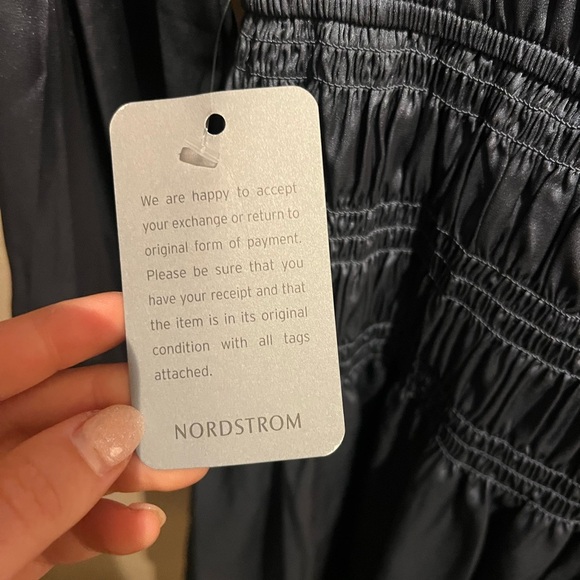 We are happy to accept
your exchange or return to
original form of payment.
Please be sure that you
have your receipt and that
the item is in its original
condition with all tags
attached.
NORDSTROM